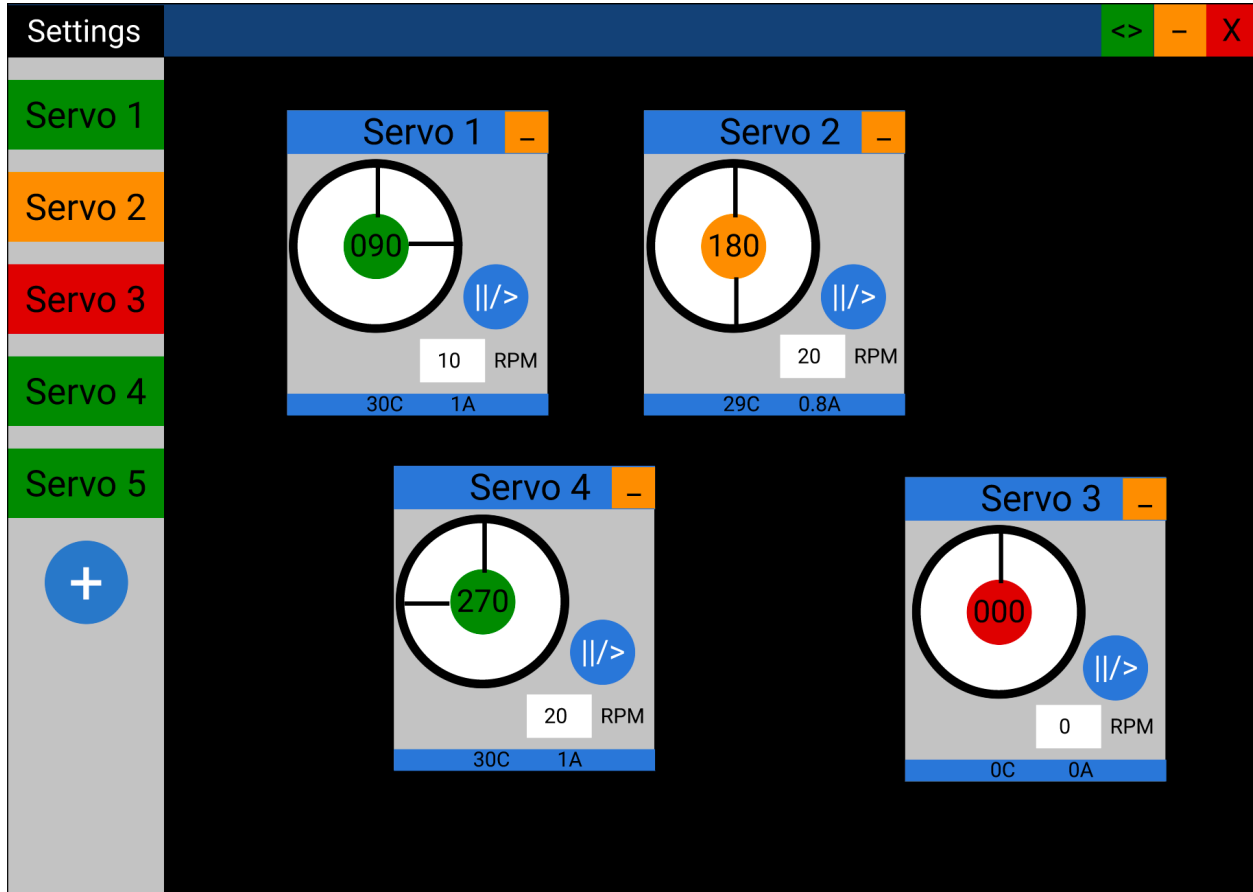 Settings
<> – X
Servo 1
Servo 2
Servo 3
Servo 4
Servo 5
+
Servo 1 _
090
||/>
10 RPM
30C 1A
Servo 2 _
180
||/>
20 RPM
29C 0.8A
Servo 4 _
270
||/>
20 RPM
30C 1A
Servo 3 _
000
||/>
0 RPM
0C 0A